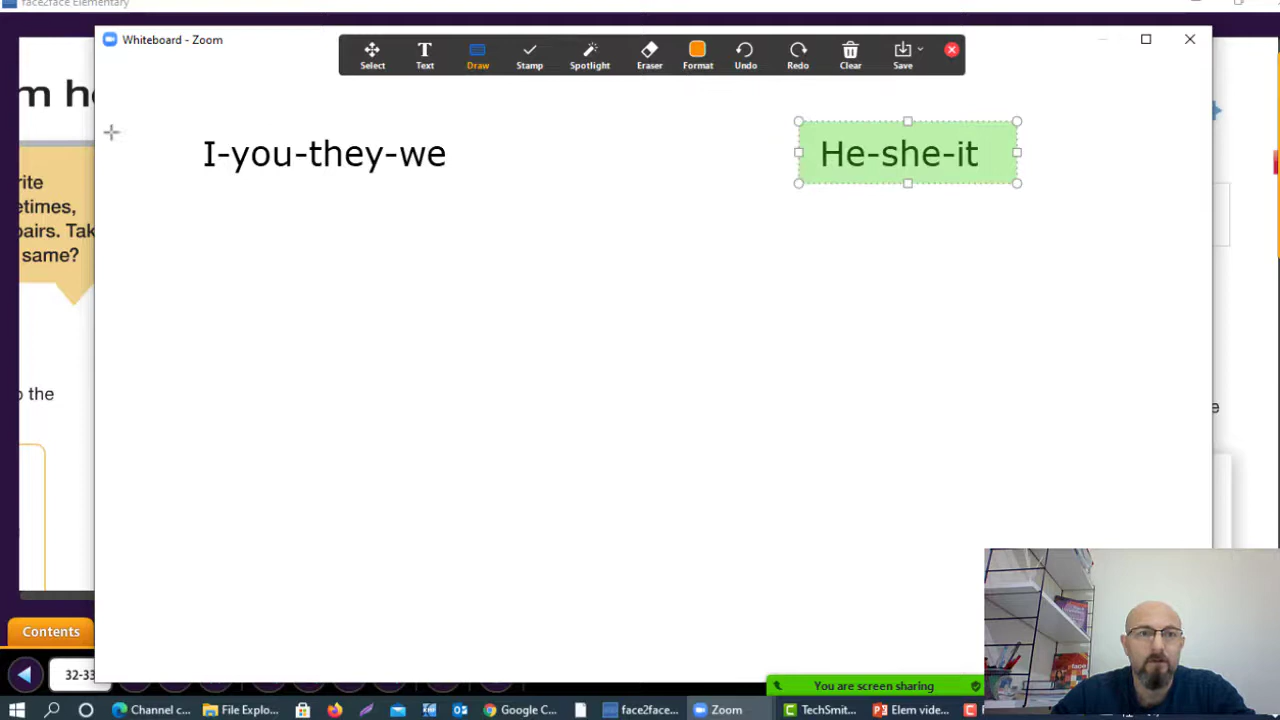 face2face Elementary
Whiteboard - Zoom
Select
Text
Draw
Stamp
Spotlight
Eraser
Format
Undo
Redo
Clear
Save
m h
I-you-they-we
He-she-it
rite
etimes,
pairs. Tak
same?
o the
e
Contents
32-33
You are screen sharing
Channel c...
File Explo...
Google C...
face2face...
Zoom
TechSmit...
Elem vide...